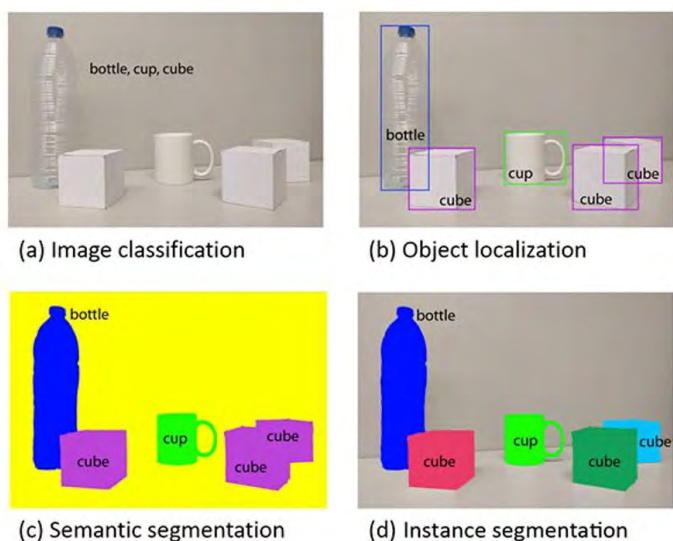 bottle, cup, cube
(a) Image classification
bottle
cup
cube
cube
cube
(b) Object localization
bottle
cup
cube
cube
cube
(c) Semantic segmentation
bottle
cup
cube
cube
cube
(d) Instance segmentation